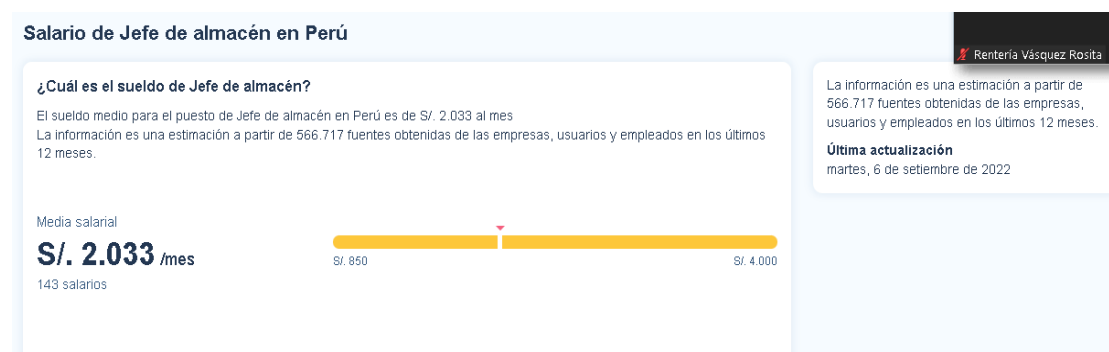 Salario de Jefe de almacén en Perú
Rentería Vásquez Rosita
¿Cuál es el sueldo de Jefe de almacén?
El sueldo medio para el puesto de Jefe de almacén en Perú es de S/. 2.033 al mes
La información es una estimación a partir de 566.717 fuentes obtenidas de las empresas, usuarios y empleados en los últimos
12 meses.
Media salarial
S/. 2.033 /mes
143 salarios
S/. 850
S/. 4.000
La información es una estimación a partir de
566.717 fuentes obtenidas de las empresas,
usuarios y empleados en los últimos 12 meses.
Última actualización
martes, 6 de setiembre de 2022